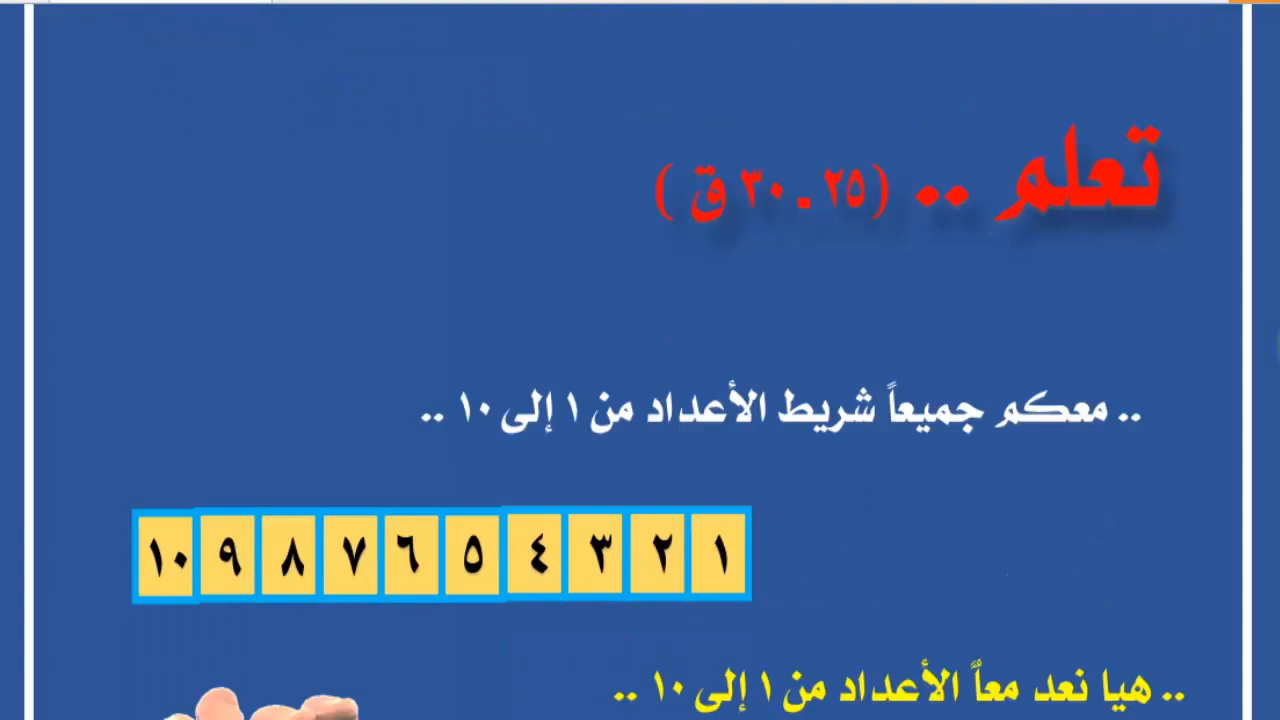 تعلم .. (٢٥ - ٣٠ ق )
.. معكم جميعاً شريط الأعداد من ١ إلى ١٠ ..
١ ٢ ٣ ٤ ٥ ٦ ٧ ٨ ٩ ١٠
.. هيا نعد معاً الأعداد من ١ إلى ١٠ ..